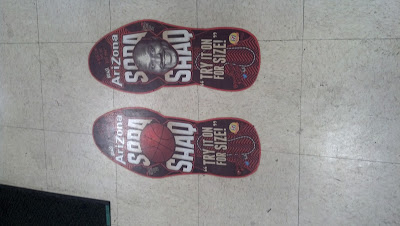 AriZona
SODA
SHAQ
"TRY IT ON
FOR SIZE!"
AriZona
SODA
SHAQ
"TRY IT ON
FOR SIZE!"